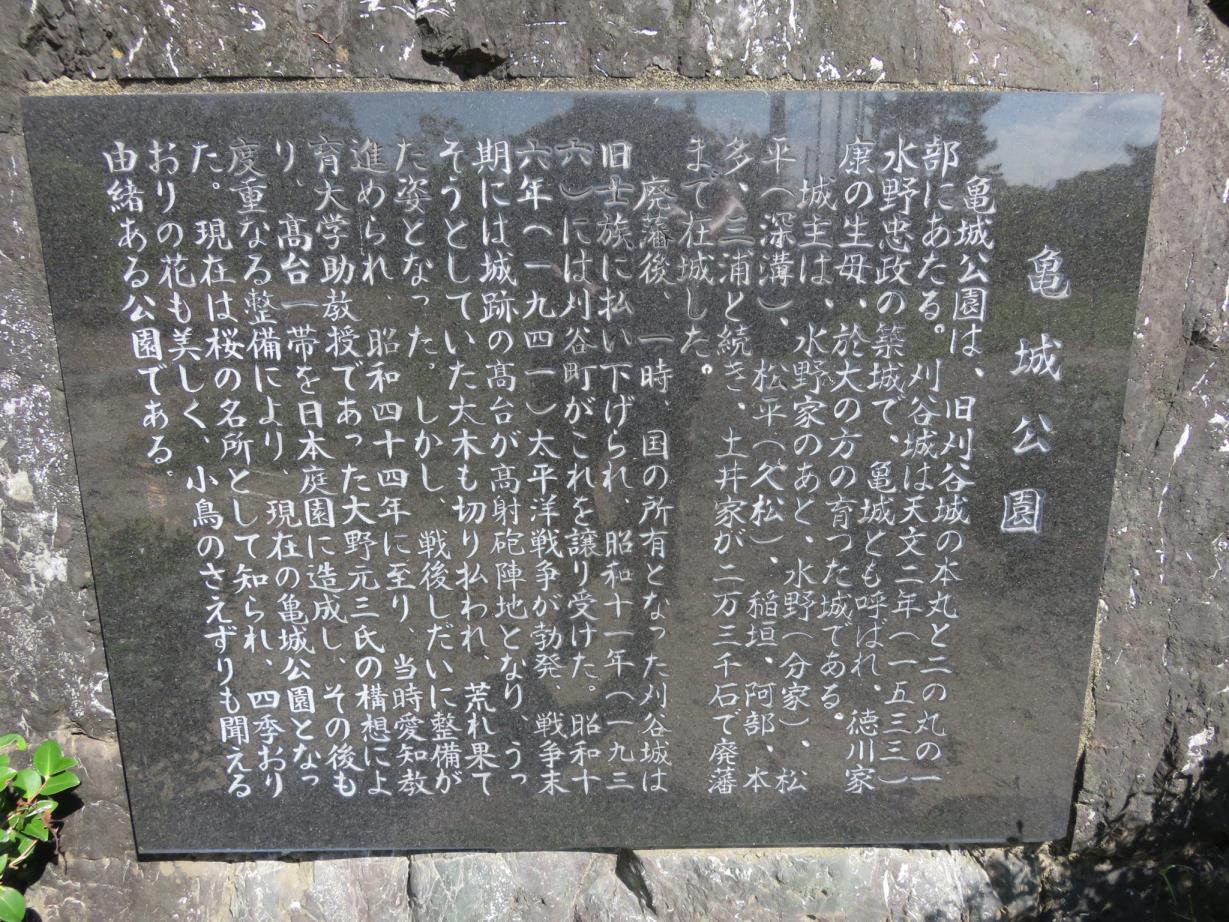 亀城公園
亀城公園は、旧刈谷城の本丸と二の丸の一
部にあたる。刈谷城は天文二年(一五三三)
水野忠政の築城で、亀城とも呼ばれ、徳川家
康の生母、於大の方の育った城である。
城主は、水野家のあと、水野(分家)、松
平(深溝)、松平(久松)、稲垣、阿部、本
多、三浦と続き、土井家が二万三千石で廃藩
まで在城した。
廃藩後、一時、国の所有となった刈谷城は
旧士族に払い下げられ、昭和十一年(一九三
六)には刈谷町がこれを譲り受けた。昭和十
六年(一九四一)太平洋戦争が勃発 戦争末
期には城跡の髙台が髙射砲陣地となり、うっ
そうとしていた大木も切り払われ、荒れ果て
た姿となった。しかし、戦後しだいに整備が
進められ、昭和四十四年に至り、当時愛知教
育大学助教授であった大野元三氏の構想によ
り、髙台一帯を日本庭園に造成し、その後も
度重なる整備により、現在の亀城公園となっ
た。現在は桜の名所として知られ、四季おり
おりの花も美しく、小鳥のさえずりも聞える
由緒ある公園である。